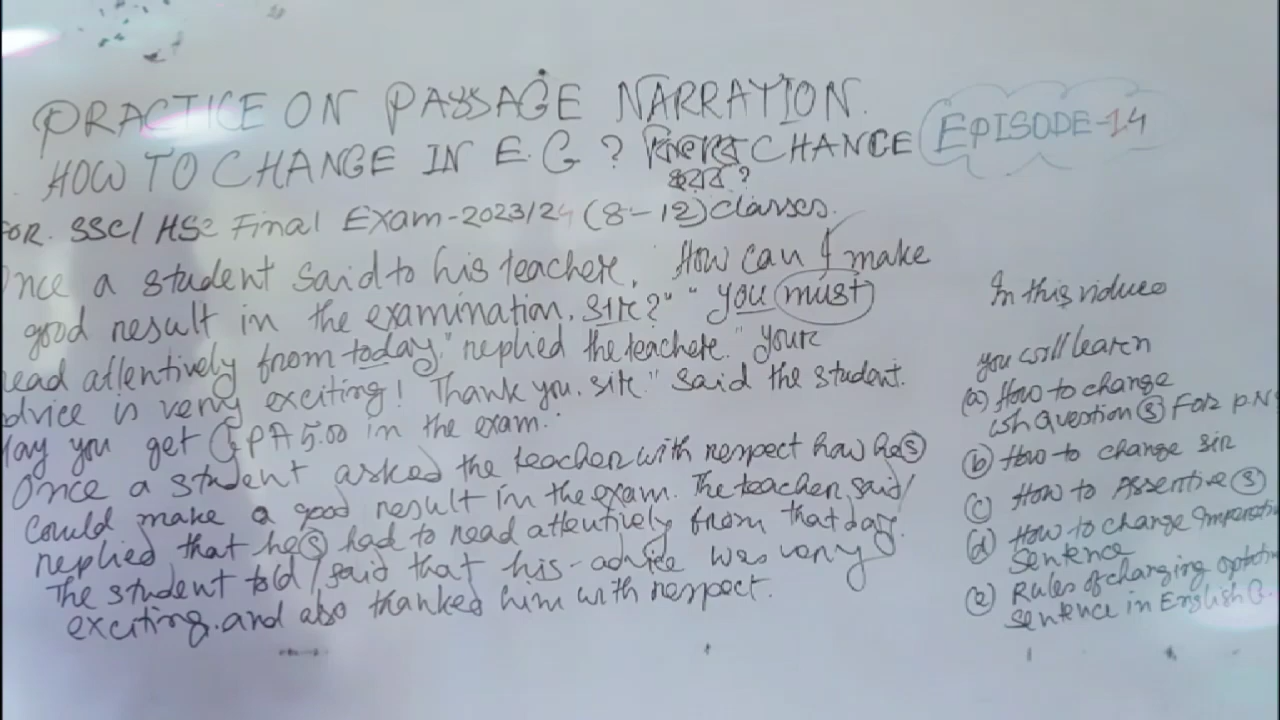 PRACTICE ON PASSAGE NARRATION.
HOW TO CHANGE IN E.G ? কিভাবে CHANGE
করব ?
EPISODE-14
FOR. SSC/ HSC Final Exam-2023/24 (8-12) classes.
Once a student said to his teacher, How can I make
good result in the examination, sir?" "You must
read attentively from today," replied the teacher. "Your
advice is very exciting! Thank you, sir." said the student.
May you get GPA 5.00 in the exam.
Once a student asked the teacher with respect how he(S)
could make a good result in the exam. The teacher said/
replied that he(S) had to read attentively from that day.
The student told/said that his advice was very
exciting. and also thanked him with respect.
In this
you will learn
(a) How to change
wh question (S) FOR P.N
(b) How to change sir
(c) How to Assertive (S)
(d) How to change Imperati
sentence
(e) Rules of changing optati
sentence in English